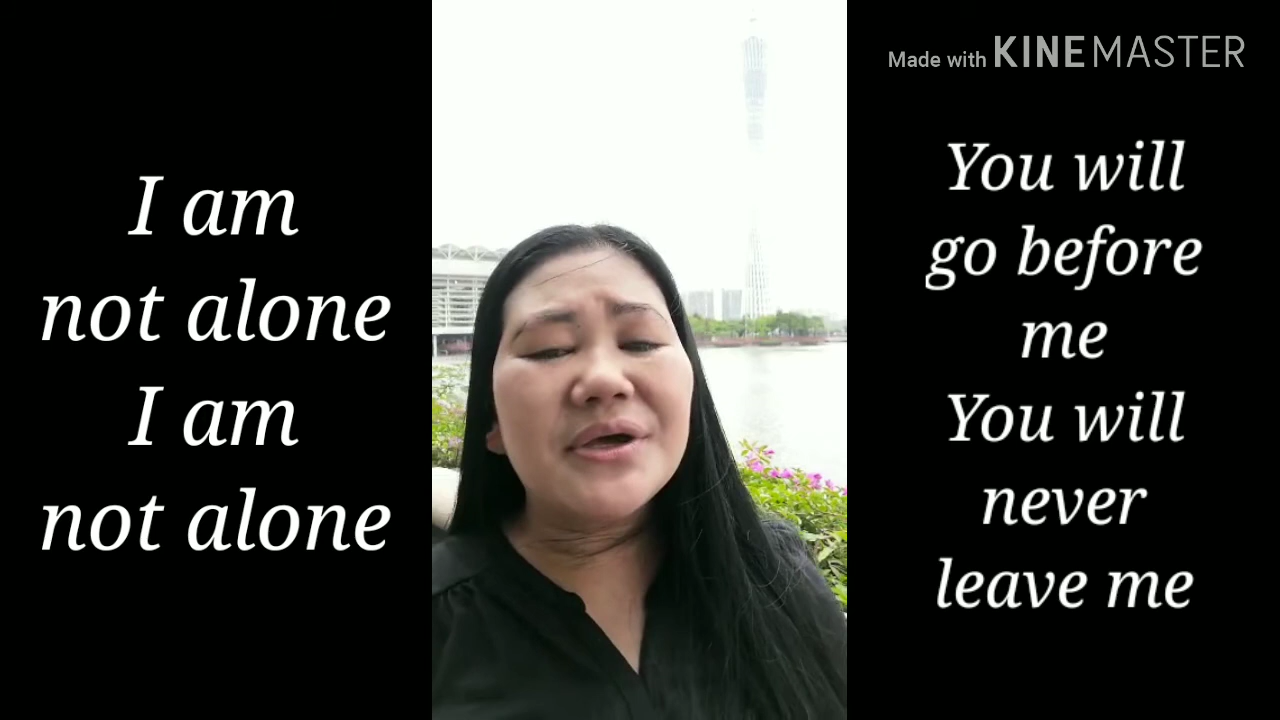 I am
not alone
I am
not alone
Made with KINEMASTER
You will
go before
me
You will
never
leave me